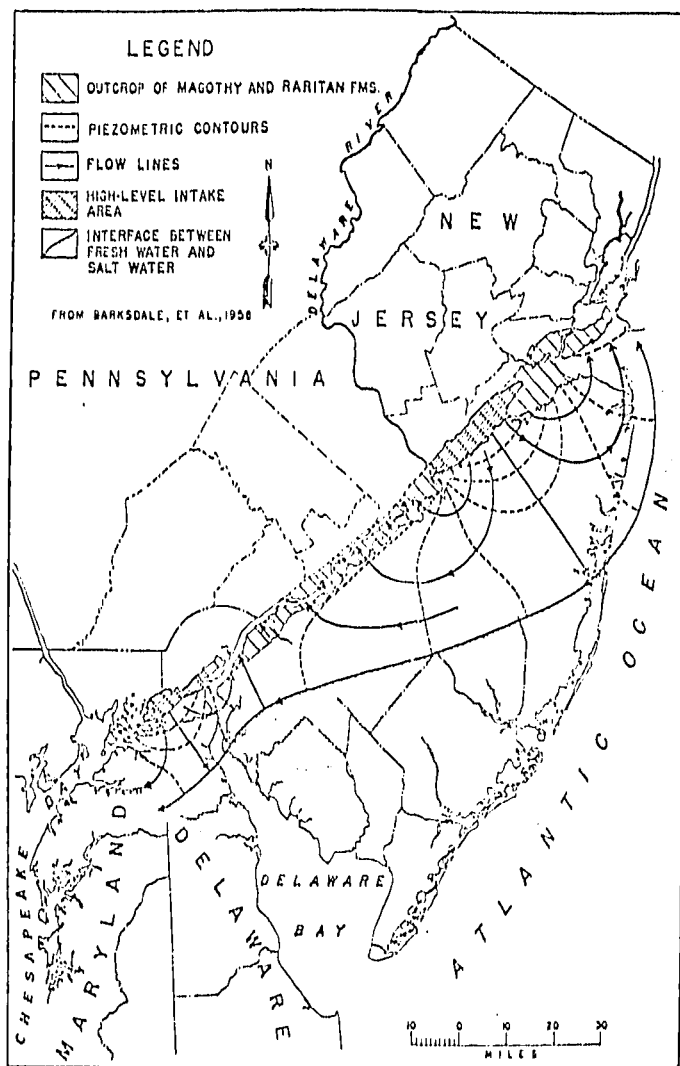 LEGEND
OUTCROP OF MAGOTHY AND RARITAN FMS.
PIEZOMETRIC CONTOURS
FLOW LINES
HIGH-LEVEL INTAKE
AREA
INTERFACE BETWEEN
FRESH WATER AND
SALT WATER
N
FROM BARKSDALE, ET AL., 1958
DELAWARE RIVER
NEW
JERSEY
PENNSYLVANIA
ATLANTIC OCEAN
CHESAPEAKE
MARYLAND
DELAWARE
DELAWARE
BAY
10 0 10 20 30
MILES